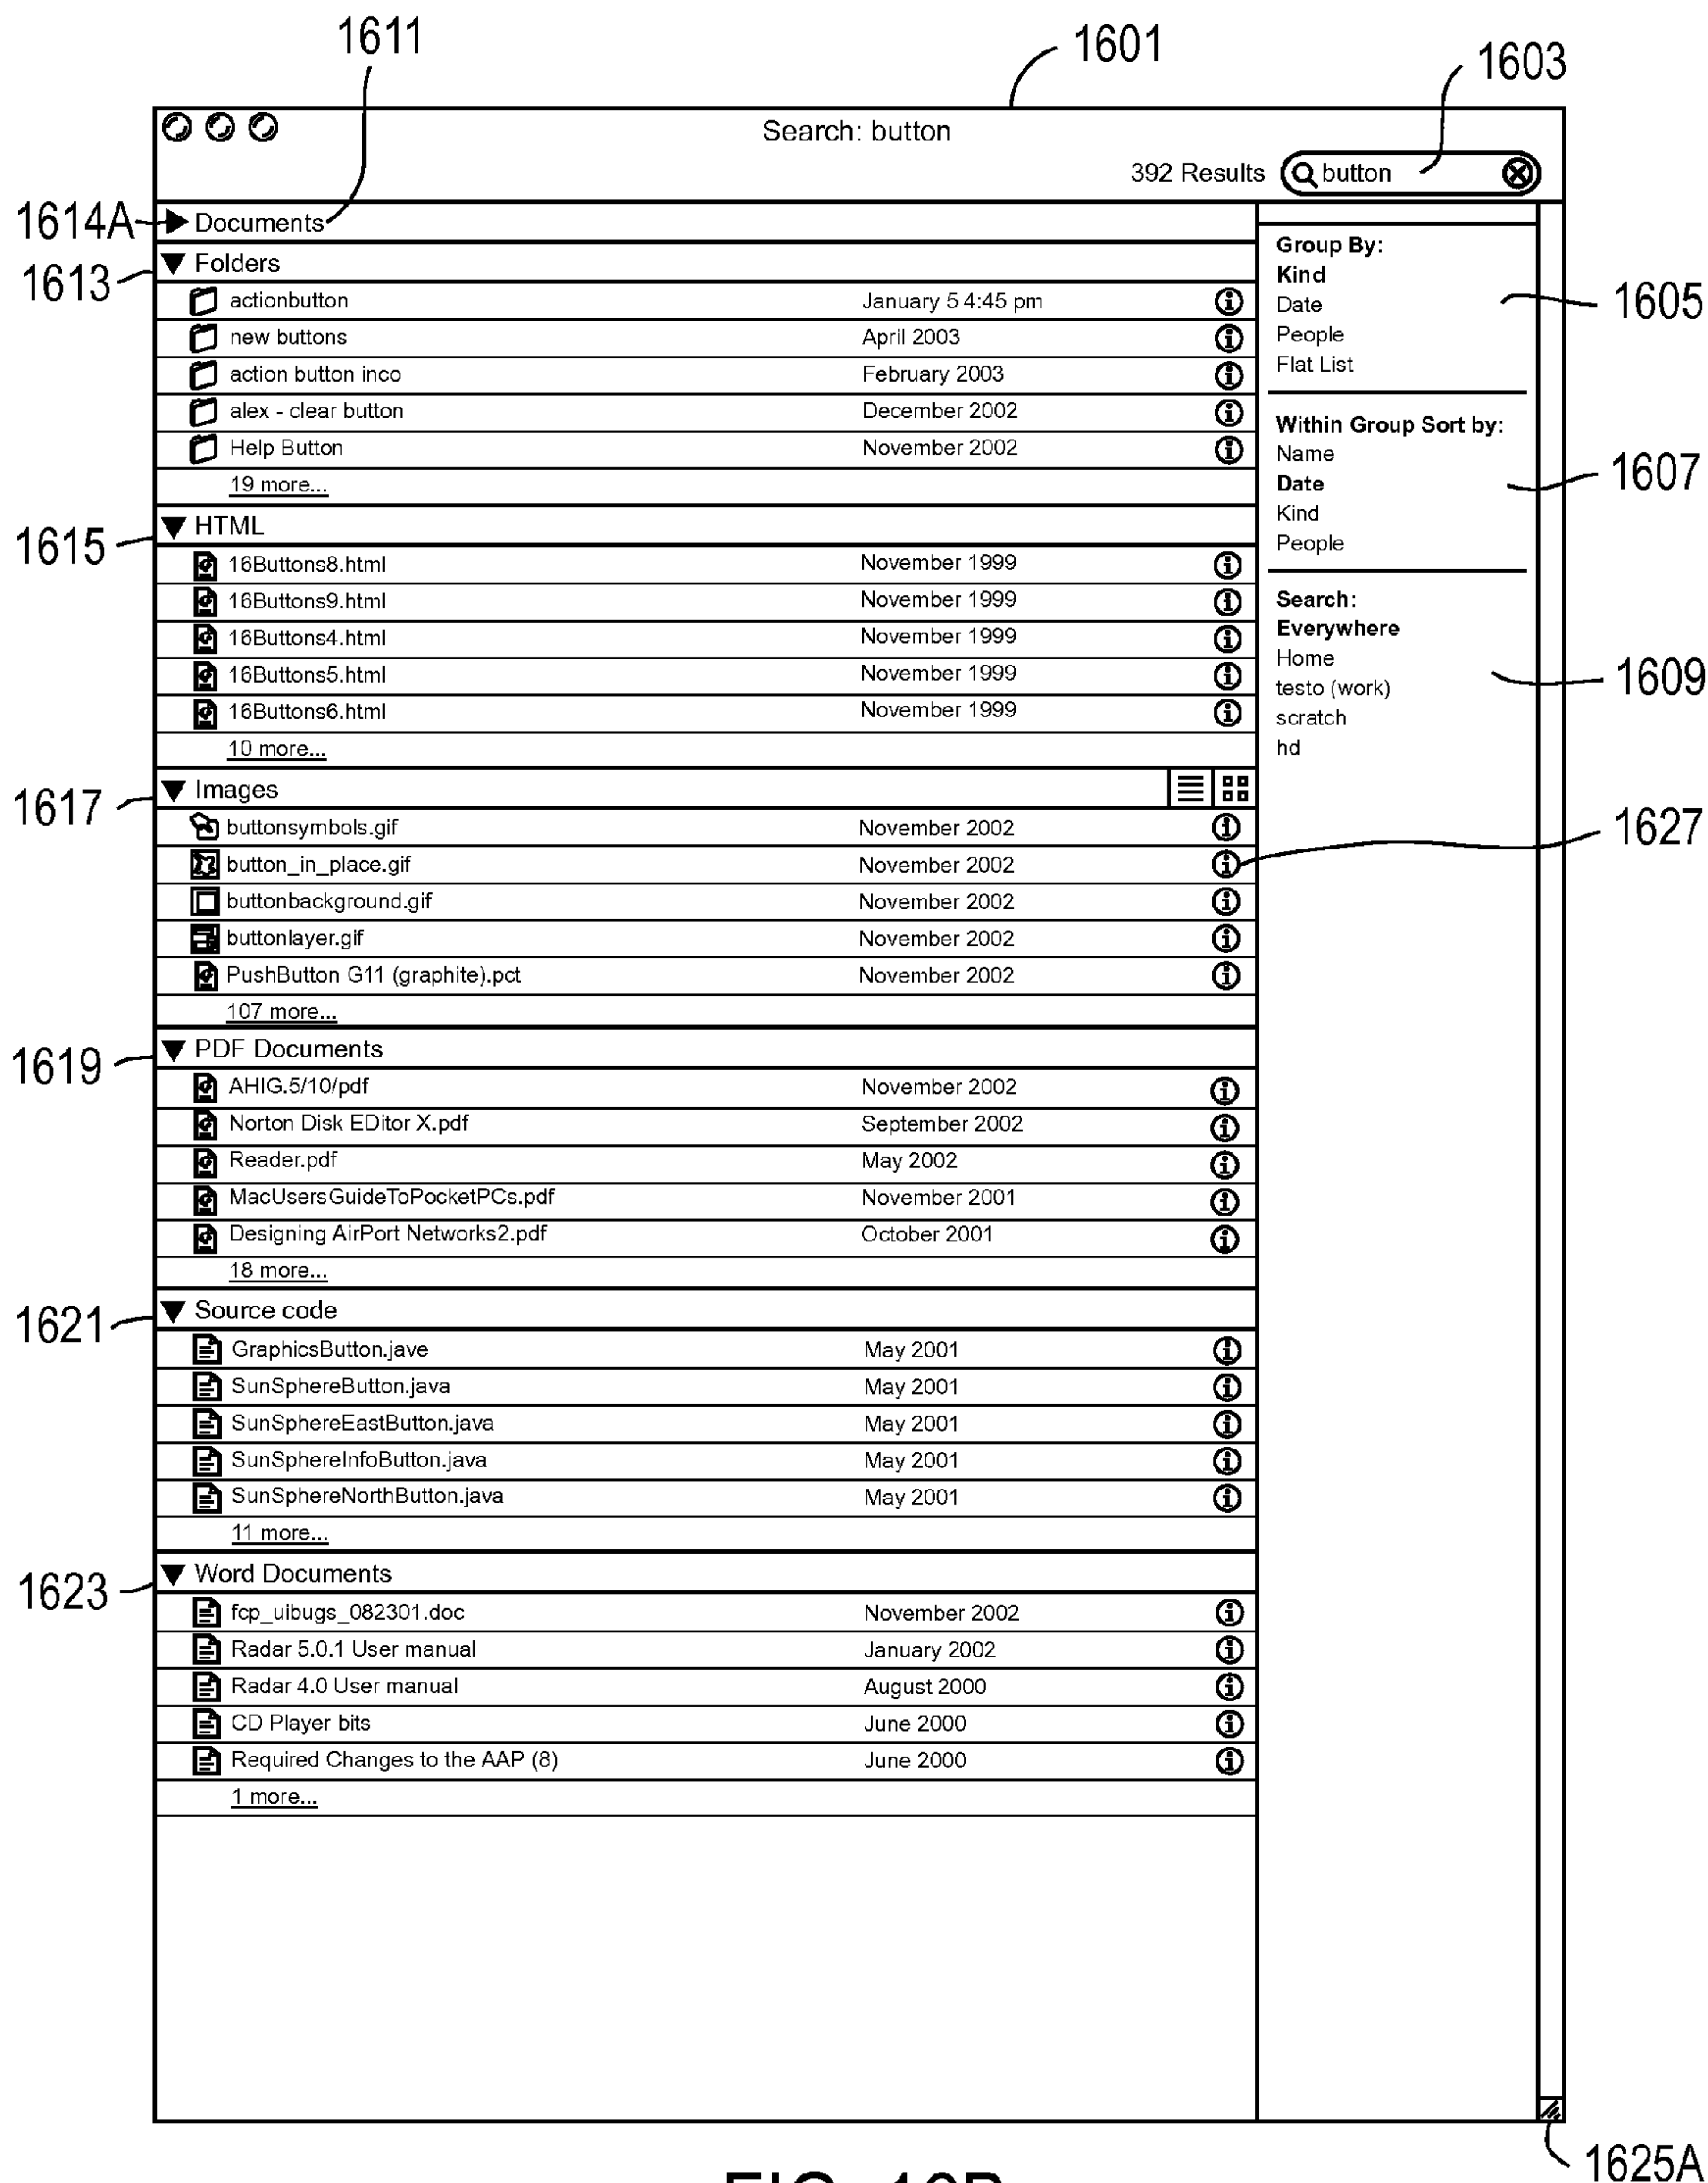 1611
1601
1603
Search: button
392 Results button
1614A Documents
1613 Folders
actionbutton January 5 4:45 pm
new buttons April 2003
action button inco February 2003
alex - clear button December 2002
Help Button November 2002
19 more...
1615 HTML
16Buttons8.html November 1999
16Buttons9.html November 1999
16Buttons4.html November 1999
16Buttons5.html November 1999
16Buttons6.html November 1999
10 more...
1617 Images
buttonsymbols.gif November 2002
button_in_place.gif November 2002
buttonbackground.gif November 2002
buttonlayer.gif November 2002
PushButton G11 (graphite).pct November 2002
107 more...
1619 PDF Documents
AHIG.5/10/pdf November 2002
Norton Disk EDitor X.pdf September 2002
Reader.pdf May 2002
MacUsersGuideToPocketPCs.pdf November 2001
Designing AirPort Networks2.pdf October 2001
18 more...
1621 Source code
GraphicsButton.jave May 2001
SunSphereButton.java May 2001
SunSphereEastButton.java May 2001
SunSphereInfoButton.java May 2001
SunSphereNorthButton.java May 2001
11 more...
1623 Word Documents
fcp_uibugs_082301.doc November 2002
Radar 5.0.1 User manual January 2002
Radar 4.0 User manual August 2000
CD Player bits June 2000
Required Changes to the AAP (8) June 2000
1 more...
Group By:
Kind
Date
People
Flat List
1605
Within Group Sort by:
Name
Date
Kind
People
1607
Search:
Everywhere
Home
testo (work)
scratch
hd
1609
1627
1625A